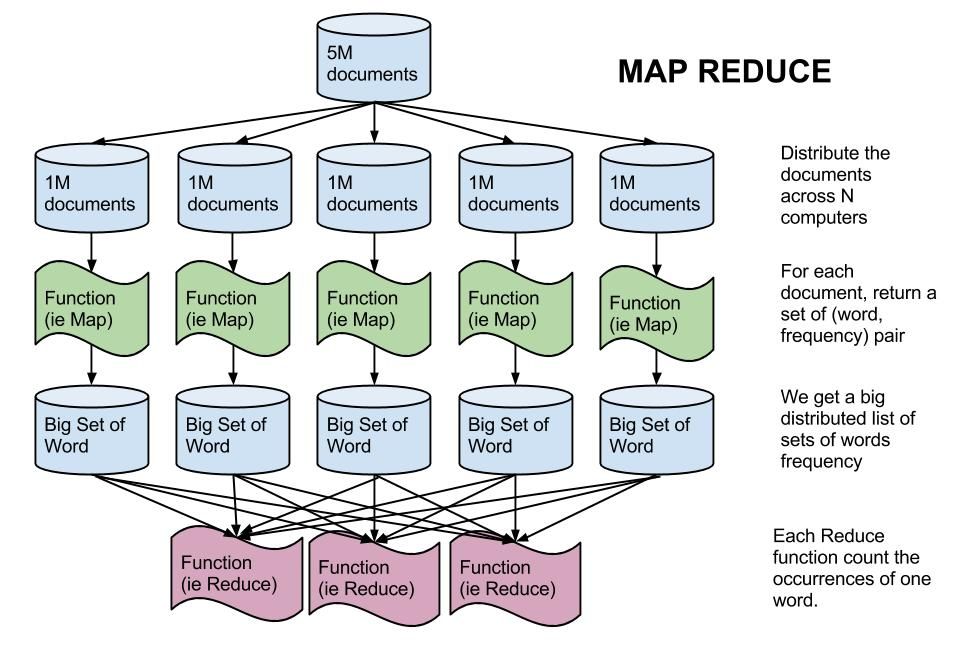 5M
documents
MAP REDUCE
1M
documents
1M
documents
1M
documents
1M
documents
1M
documents
Distribute the
documents
across N
computers
Function
(ie Map)
Function
(ie Map)
Function
(ie Map)
Function
(ie Map)
Function
(ie Map)
For each
document, return a
set of (word,
frequency) pair
Big Set of
Word
Big Set of
Word
Big Set of
Word
Big Set of
Word
Big Set of
Word
We get a big
distributed list of
sets of words
frequency
Function
(ie Reduce)
Function
(ie Reduce)
Function
(ie Reduce)
Each Reduce
function count the
occurrences of one
word.